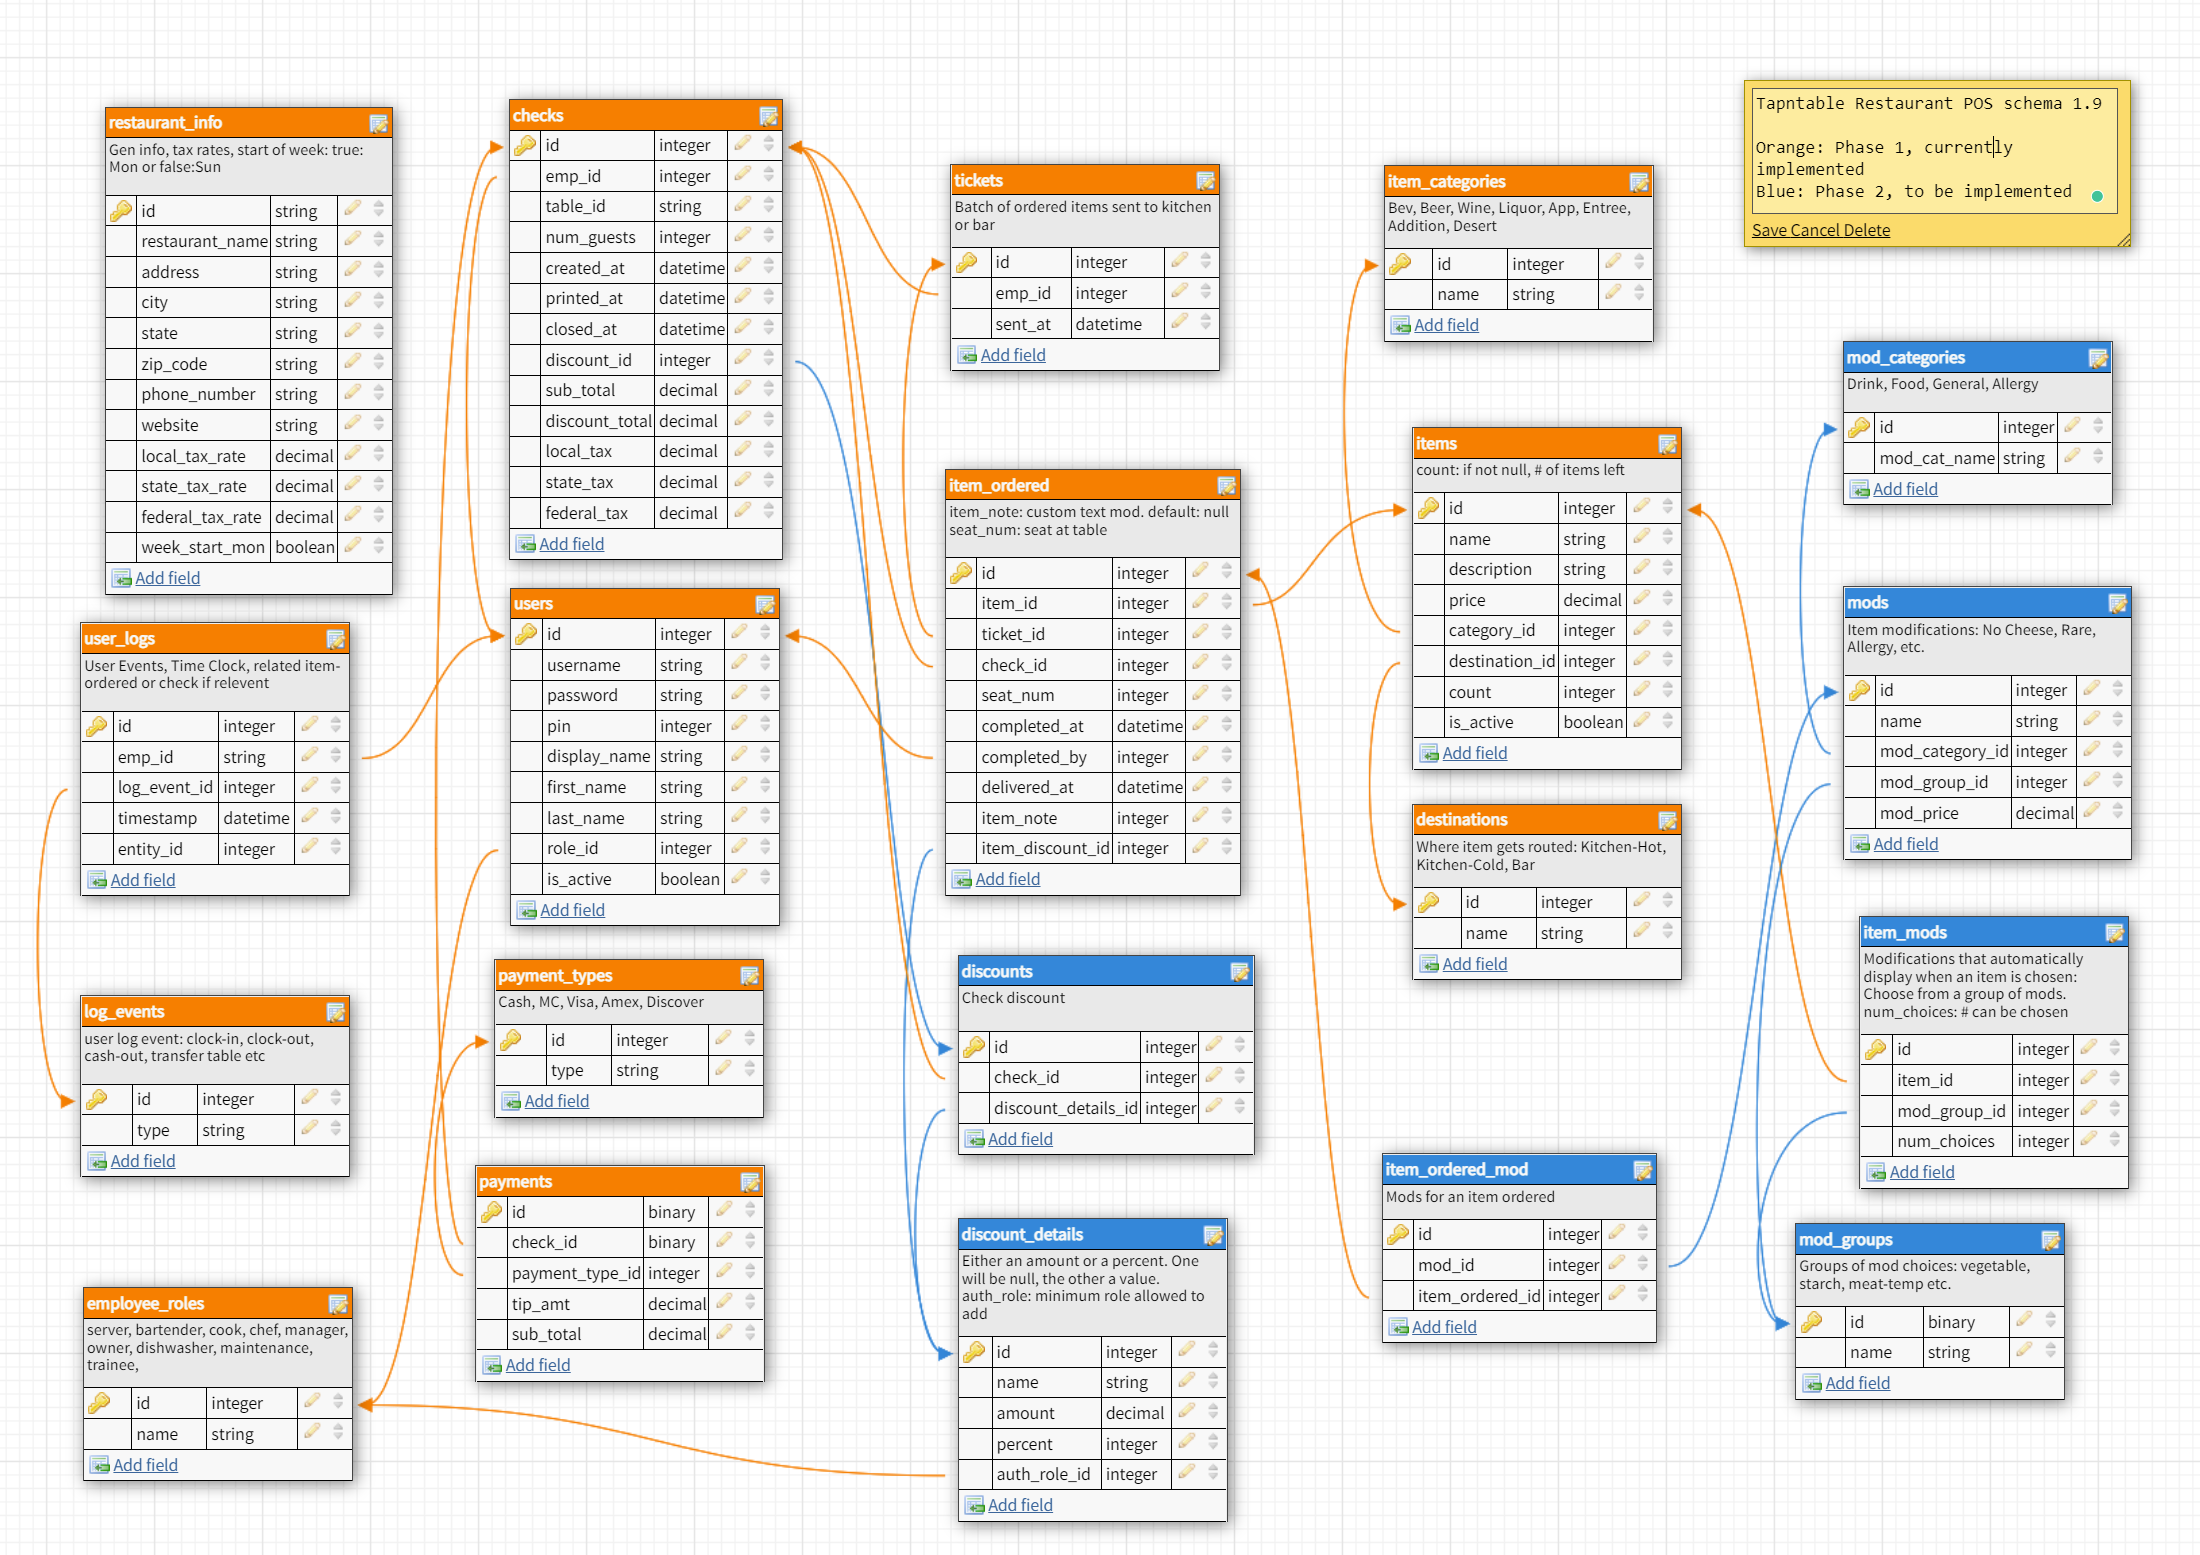 restaurant_info
Gen info, tax rates, start of week: true:
Mon or false:Sun
id string
restaurant_name string
address string
city string
state string
zip_code string
phone_number string
website string
local_tax_rate decimal
state_tax_rate decimal
federal_tax_rate decimal
week_start_mon boolean
Add field
user_logs
User Events, Time Clock, related item-
ordered or check if relevent
id integer
emp_id string
log_event_id integer
timestamp datetime
entity_id integer
Add field
log_events
user log event: clock-in, clock-out,
cash-out, transfer table etc
id integer
type string
Add field
employee_roles
server, bartender, cook, chef, manager,
owner, dishwasher, maintenance,
trainee,
id integer
name string
Add field
checks
id integer
emp_id integer
table_id string
num_guests integer
created_at datetime
printed_at datetime
closed_at datetime
discount_id integer
sub_total decimal
discount_total decimal
local_tax decimal
state_tax decimal
federal_tax decimal
Add field
users
id integer
username string
password string
pin integer
display_name string
first_name string
last_name string
role_id integer
is_active boolean
Add field
payment_types
Cash, MC, Visa, Amex, Discover
id integer
type string
Add field
payments
id binary
check_id binary
payment_type_id integer
tip_amt decimal
sub_total decimal
Add field
tickets
Batch of ordered items sent to kitchen
or bar
id integer
emp_id integer
sent_at datetime
Add field
item_ordered
item_note: custom text mod. default: null
seat_num: seat at table
id integer
item_id integer
ticket_id integer
check_id integer
seat_num integer
completed_at datetime
completed_by integer
delivered_at datetime
item_note integer
item_discount_id integer
Add field
discounts
Check discount
id integer
check_id integer
discount_details_id integer
Add field
discount_details
Either an amount or a percent. One
will be null, the other a value.
auth_role: minimum role allowed to
add
id integer
name string
amount decimal
percent integer
auth_role_id integer
Add field
item_categories
Bev, Beer, Wine, Liquor, App, Entree,
Addition, Desert
id integer
name string
Add field
items
count: if not null, # of items left
id integer
name string
description string
price decimal
category_id integer
destination_id integer
count integer
is_active boolean
Add field
destinations
Where item gets routed: Kitchen-Hot,
Kitchen-Cold, Bar
id integer
name string
Add field
item_ordered_mod
Mods for an item ordered
id integer
mod_id integer
item_ordered_id integer
Add field
Tapntable Restaurant POS schema 1.9
Orange: Phase 1, currently
implemented
Blue: Phase 2, to be implemented
Save Cancel Delete
mod_categories
Drink, Food, General, Allergy
id integer
mod_cat_name string
Add field
mods
Item modifications: No Cheese, Rare,
Allergy, etc.
id integer
name string
mod_category_id integer
mod_group_id integer
mod_price decimal
Add field
item_mods
Modifications that automatically
display when an item is chosen:
Choose from a group of mods.
num_choices: # can be chosen
id integer
item_id integer
mod_group_id integer
num_choices integer
Add field
mod_groups
Groups of mod choices: vegetable,
starch, meat-temp etc.
id binary
name string
Add field